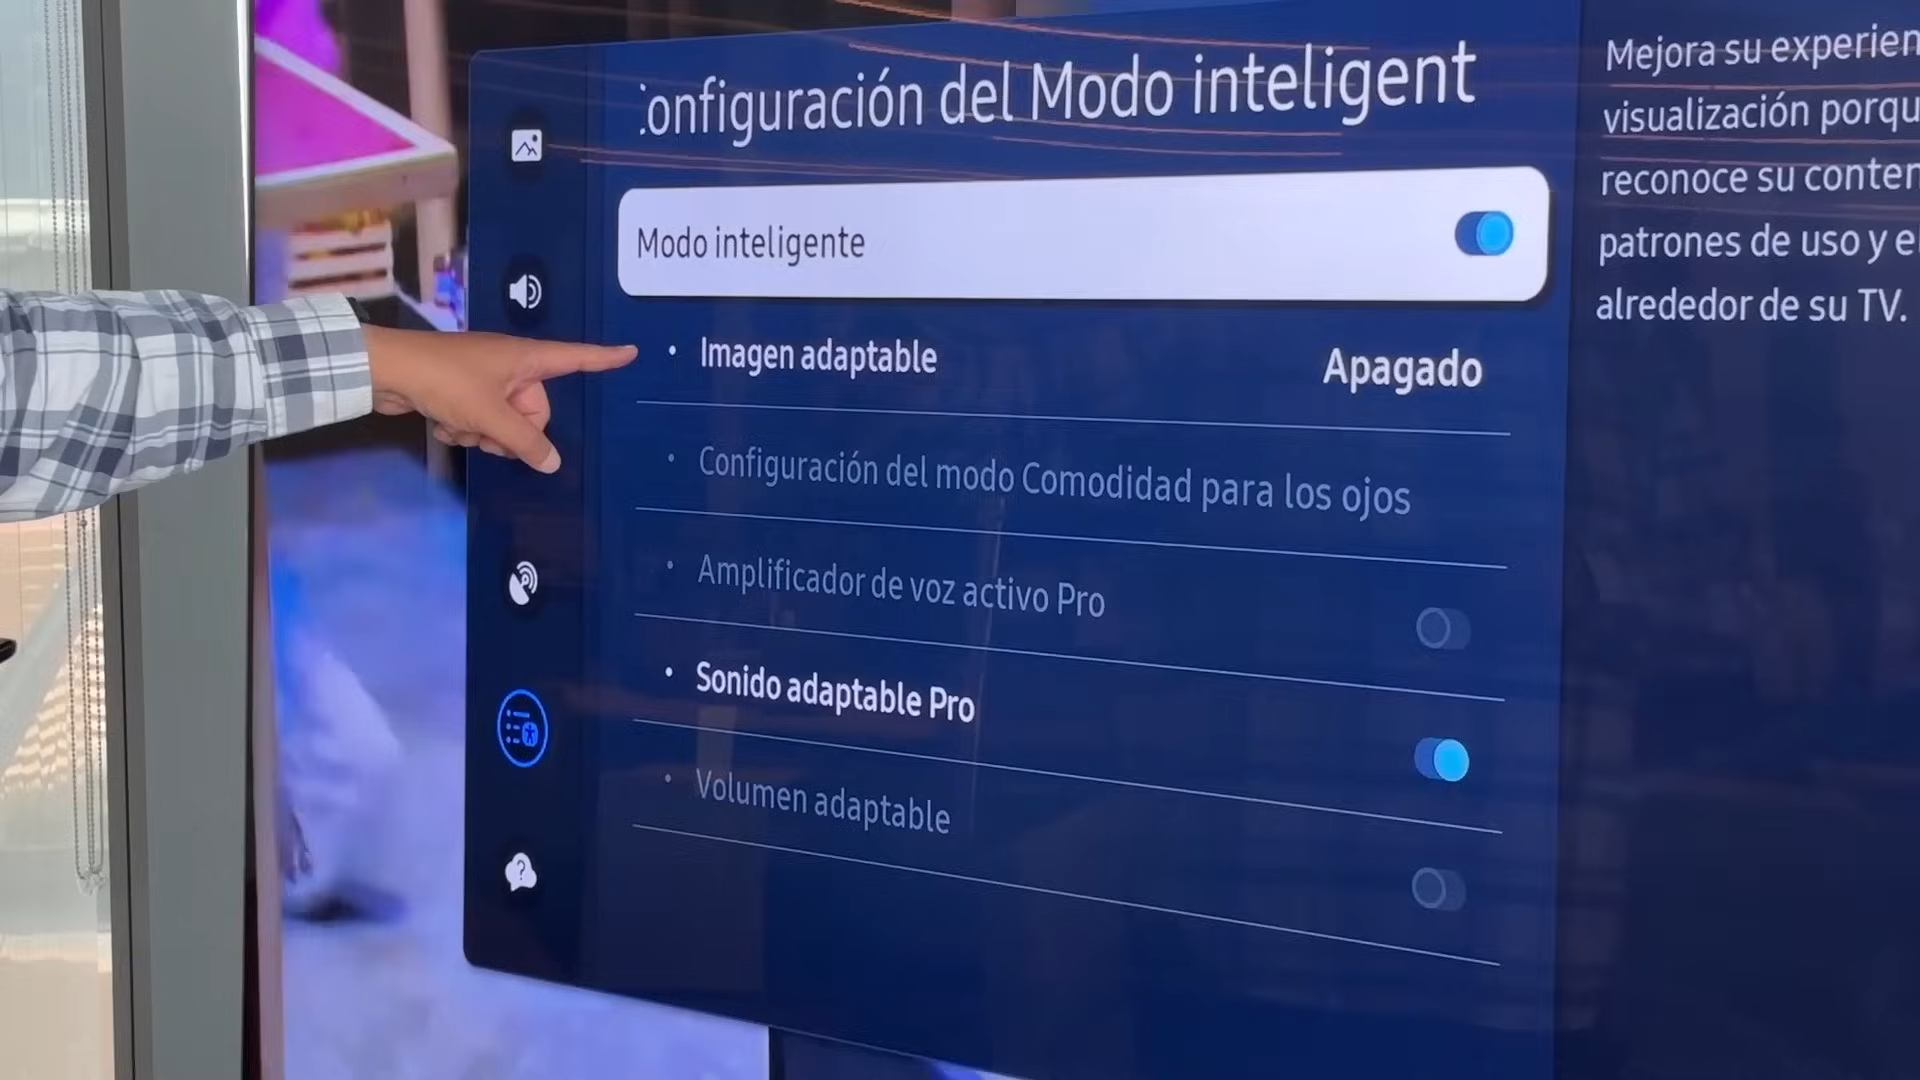 onfiguración del Modo inteligent
Modo inteligente
• Imagen adaptable Apagado
• Configuración del modo Comodidad para los ojos
• Amplificador de voz activo Pro
• Sonido adaptable Pro
• Volumen adaptable
Mejora su experien
visualización porqu
reconoce su conten
patrones de uso y e
alrededor de su TV.